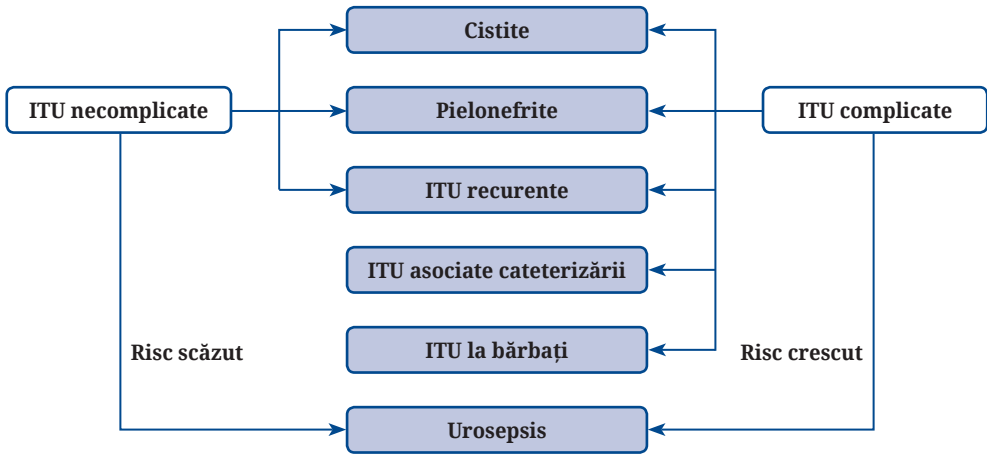 Cistite
ITU necomplicate
Pielonefrite
ITU complicate
ITU recurente
ITU asociate cateterizării
ITU la bărbați
Risc scăzut
Risc crescut
Urosepsis